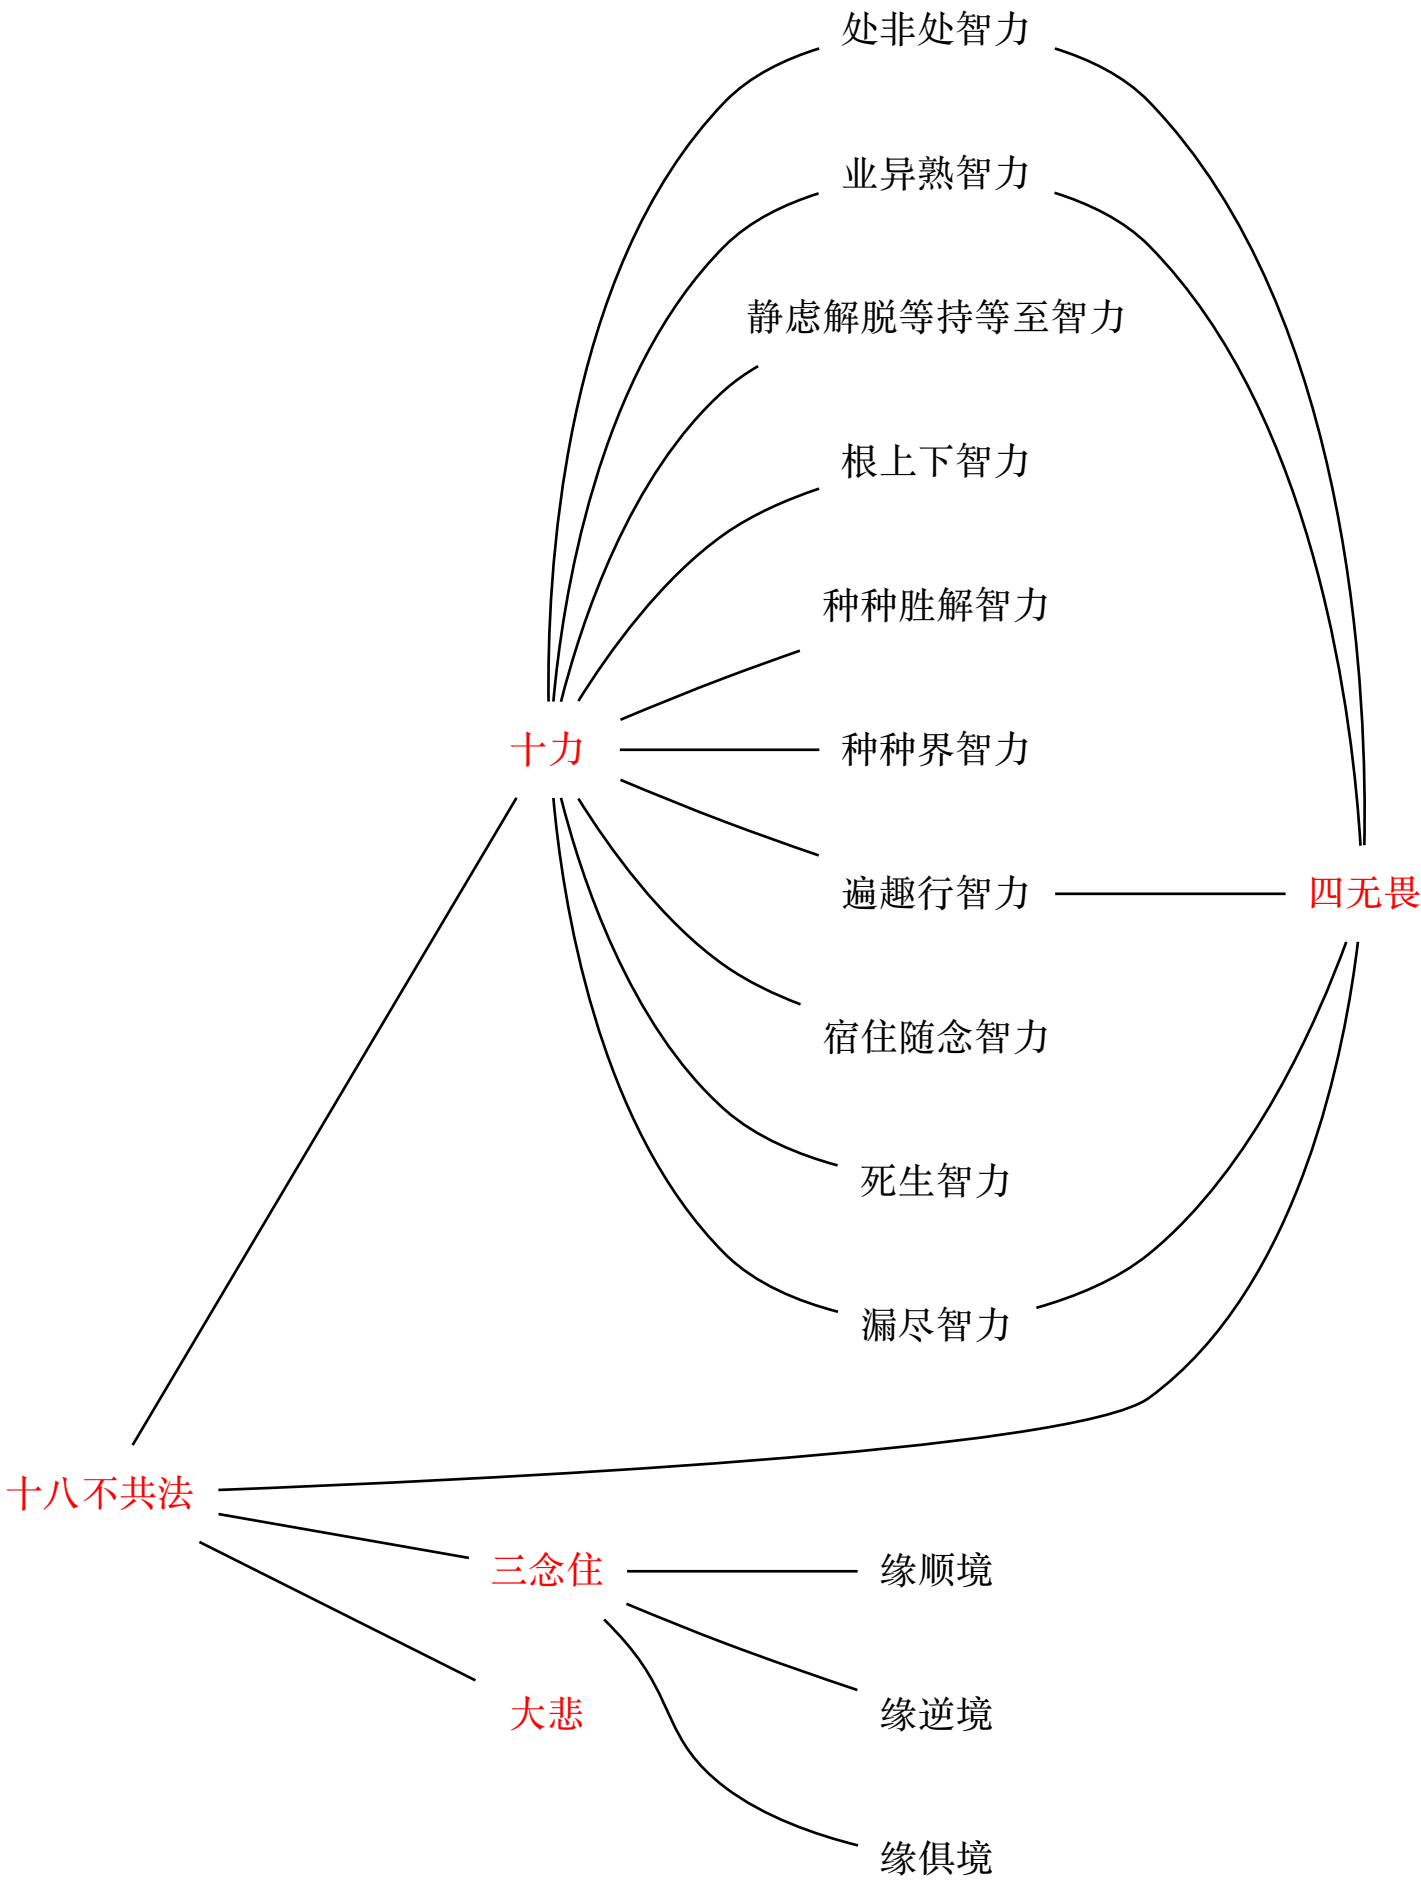 处非处智力
业异熟智力
静虑解脱等持等至智力
根上下智力
种种胜解智力
十力
种种界智力
遍趣行智力
四无畏
宿住随念智力
死生智力
漏尽智力
十八不共法
三念住
缘顺境
大悲
缘逆境
缘俱境